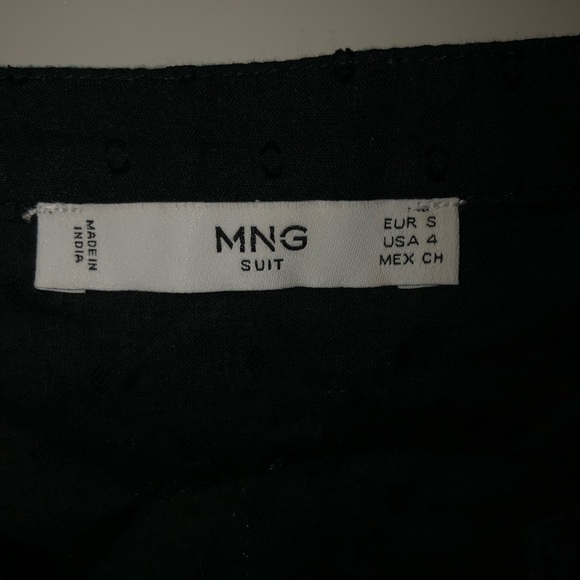 MADE IN
INDIA
MNG
SUIT
EUR S
USA 4
MEX CH